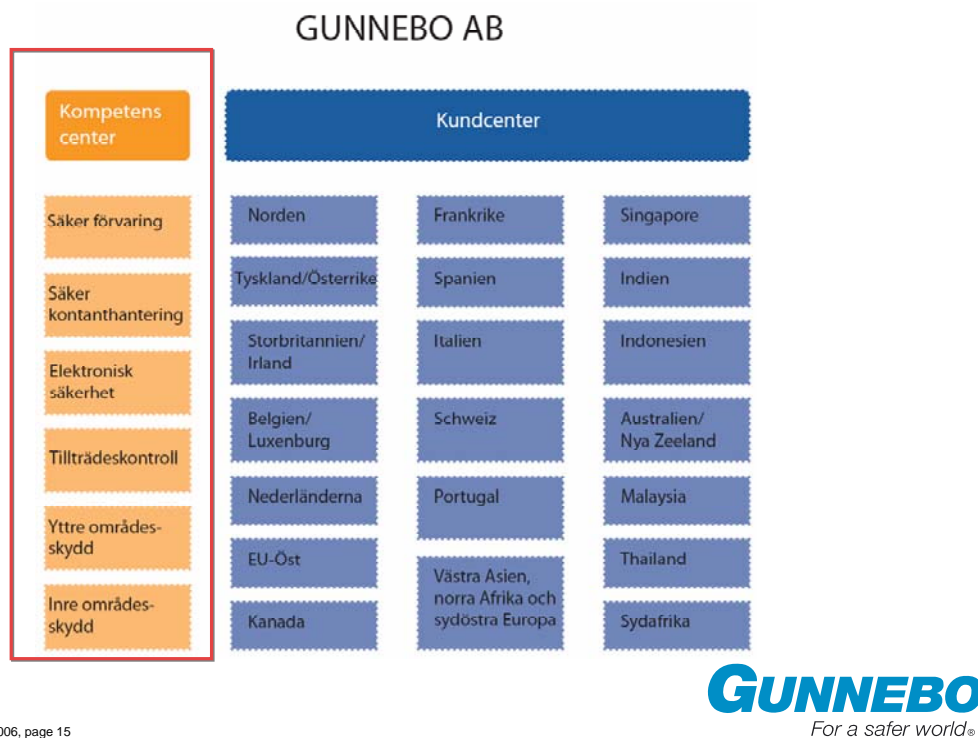 GUNNEBO AB
Kompetens
center
Kundcenter
Säker förvaring
Säker
kontanthantering
Elektronisk
säkerhet
Tillträdeskontroll
Yttre områdes-
skydd
Inre områdes-
skydd
Norden
Tyskland/Österrike
Storbritannien/
Irland
Belgien/
Luxenburg
Nederländerna
EU-Öst
Kanada
Frankrike
Spanien
Italien
Schweiz
Portugal
Västra Asien,
norra Afrika och
sydöstra Europa
Singapore
Indien
Indonesien
Australien/
Nya Zeeland
Malaysia
Thailand
Sydafrika
GUNNEBO
For a safer world®
006, page 15